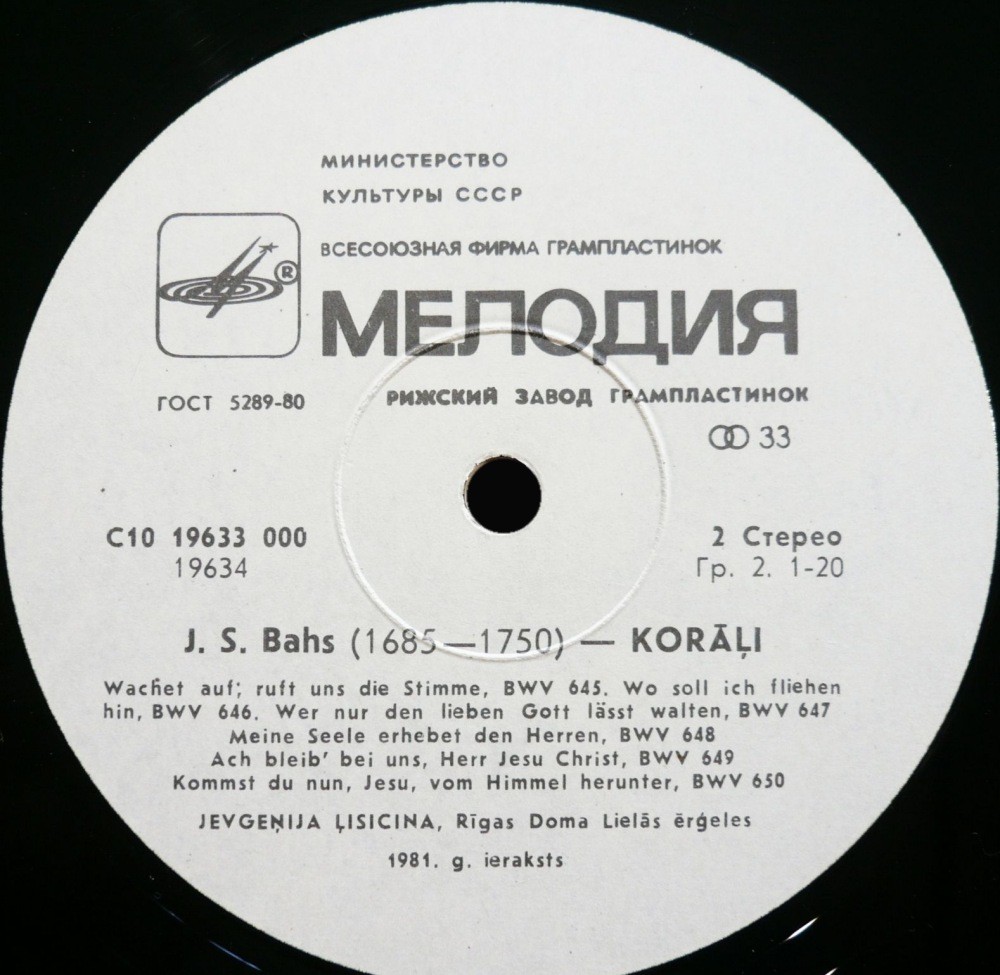 МИНИСТЕРСТВО
КУЛЬТУРЫ СССР
ВСЕСОЮЗНАЯ ФИРМА ГРАМПЛАСТИНОК
®
МЕЛОДИЯ
ГОСТ 5289-80
РИЖСКИЙ ЗАВОД ГРАМПЛАСТИНОК
33
С10 19633 000
19634
2 Стерео
Гр. 2. 1-20
J. S. Bahs (1685—1750) — KORĀĻI
Wachet auf; ruft uns die Stimme, BWV 645. Wo soll ich fliehen
hin, BWV 646. Wer nur den lieben Gott lässt walten, BWV 647
Meine Seele erhebet den Herren, BWV 648
Ach bleib' bei uns, Herr Jesu Christ, BWV 649
Kommst du nun, Jesu, vom Himmel herunter, BWV 650
JEVGEŅIJA ĻISICINA, Rīgas Doma Lielās ērģeles
1981. g. ieraksts